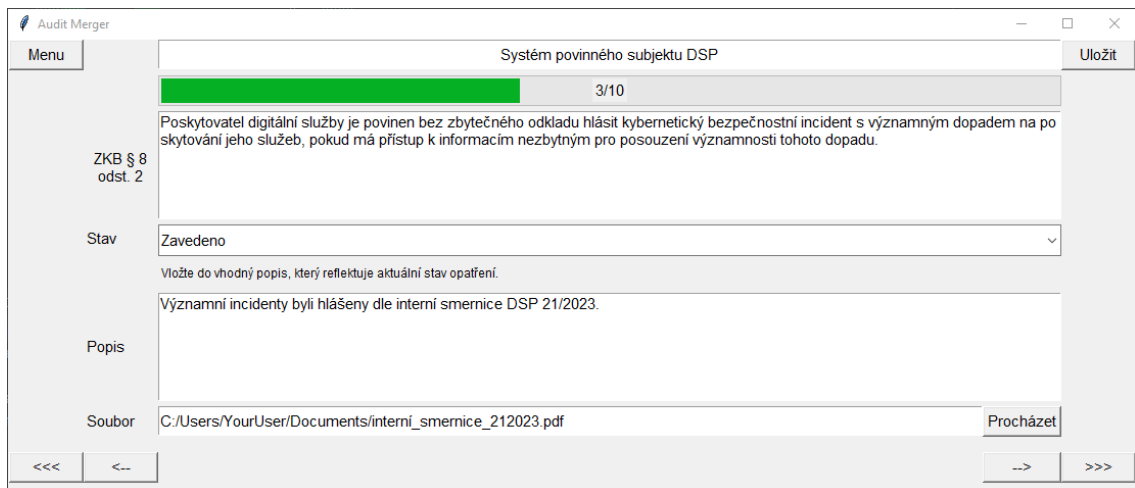 Audit Merger
Menu
Systém povinného subjektu DSP
Uložit
3/10
Poskytovatel digitální služby je povinen bez zbytečného odkladu hlásit kybernetický bezpečnostní incident s významným dopadem na po
skytování jeho služeb, pokud má přístup k informacím nezbytným pro posouzení významnosti tohoto dopadu.
ZKB § 8
odst. 2
Stav
Zavedeno
Vložte do vhodný popis, který reflektuje aktuální stav opatření.
Významní incidenty byli hlášeny dle interní smernice DSP 21/2023.
Popis
Soubor
C:/Users/YourUser/Documents/interní_smernice_212023.pdf
Procházet
<<<
<--
-->
>>>